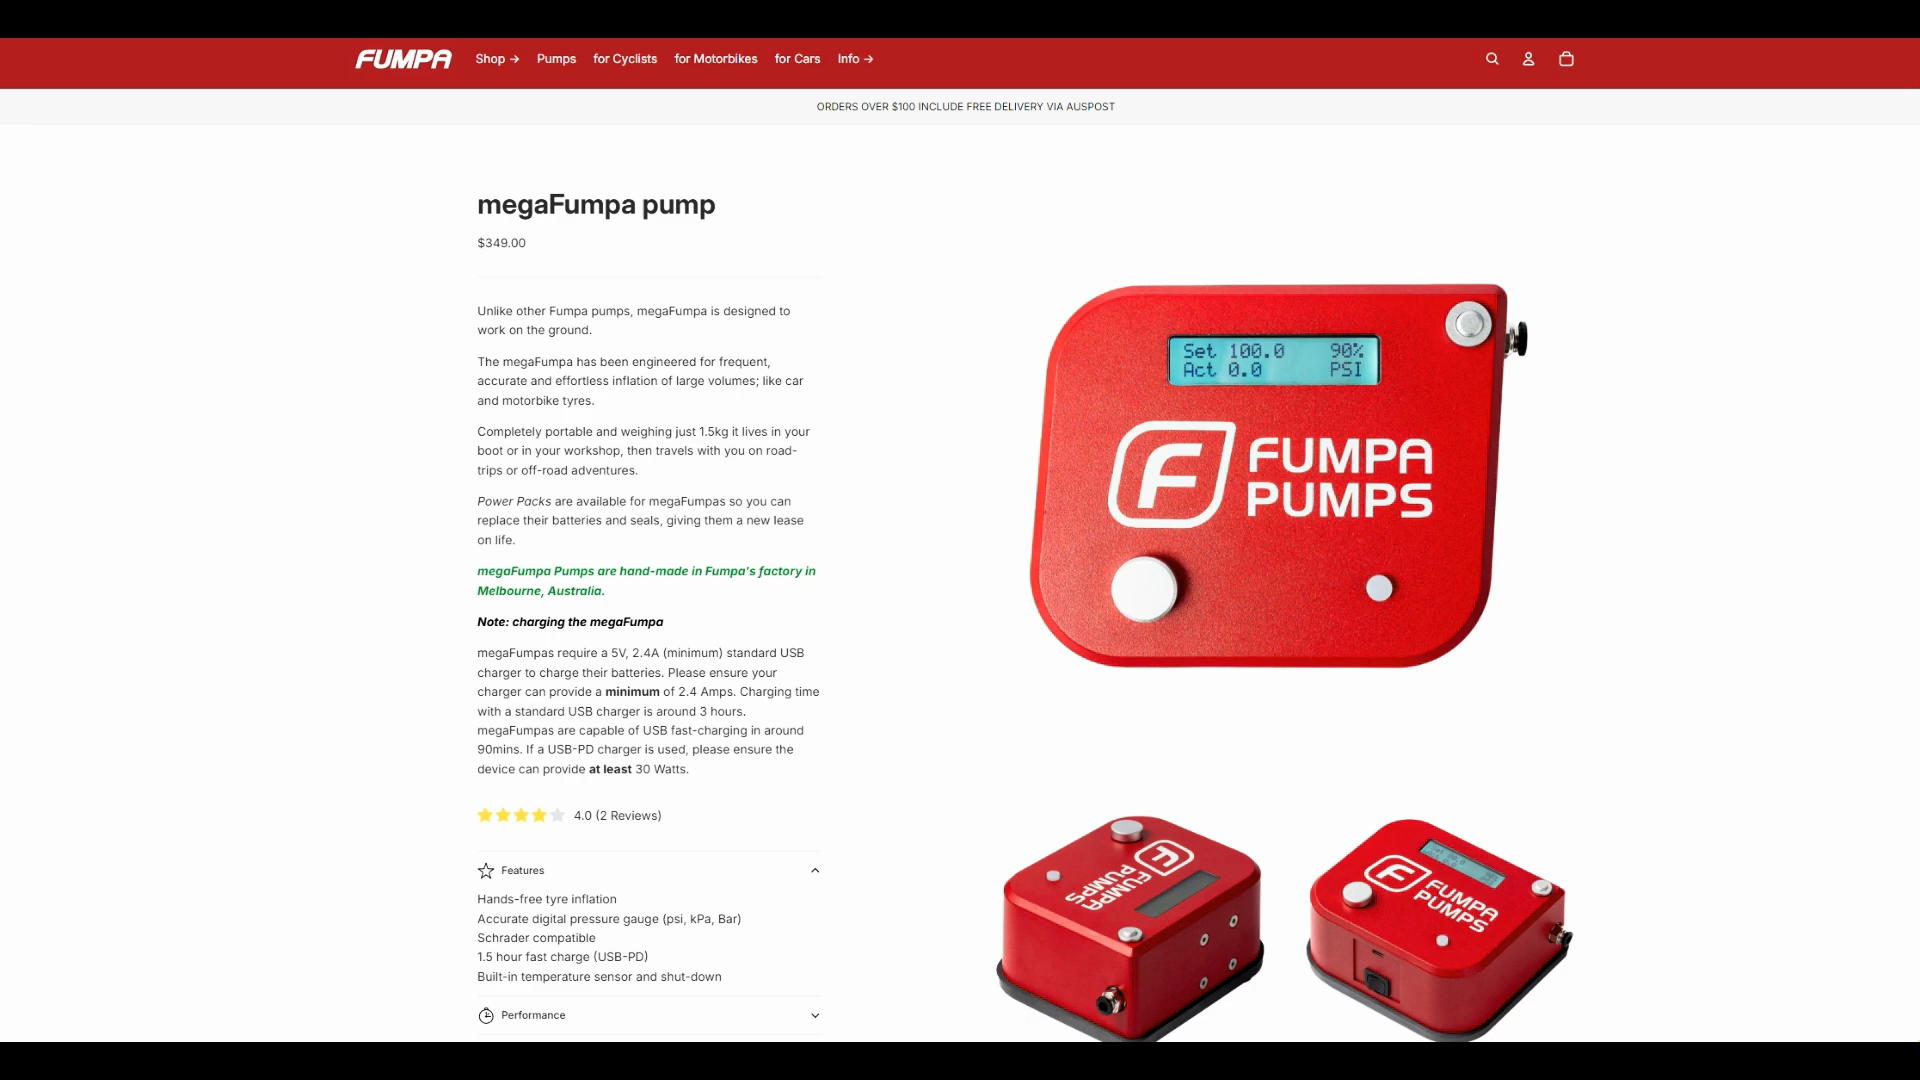 FUMPA
Shop →
Pumps
for Cyclists
for Motorbikes
for Cars
Info →
ORDERS OVER $100 INCLUDE FREE DELIVERY VIA AUSPOST
megaFumpa pump
$349.00
Unlike other Fumpa pumps, megaFumpa is designed to
work on the ground.
The megaFumpa has been engineered for frequent,
accurate and effortless inflation of large volumes; like car
and motorbike tyres.
Completely portable and weighing just 1.5kg it lives in your
boot or in your workshop, then travels with you on road-
trips or off-road adventures.
Power Packs are available for megaFumpas so you can
replace their batteries and seals, giving them a new lease
on life.
megaFumpa Pumps are hand-made in Fumpa's factory in
Melbourne, Australia.
Note: charging the megaFumpa
megaFumpas require a 5V, 2.4A (minimum) standard USB
charger to charge their batteries. Please ensure your
charger can provide a minimum of 2.4 Amps. Charging time
with a standard USB charger is around 3 hours.
megaFumpas are capable of USB fast-charging in around
90mins. If a USB-PD charger is used, please ensure the
device can provide at least 30 Watts.
4.0 (2 Reviews)
Features
Hands-free tyre inflation
Accurate digital pressure gauge (psi, kPa, Bar)
Schrader compatible
1.5 hour fast charge (USB-PD)
Built-in temperature sensor and shut-down
Performance
Set 100.0 90%
Act 0.0 PSI
F FUMPA
PUMPS
F FUMPA
PUMPS
F FUMPA
PUMPS